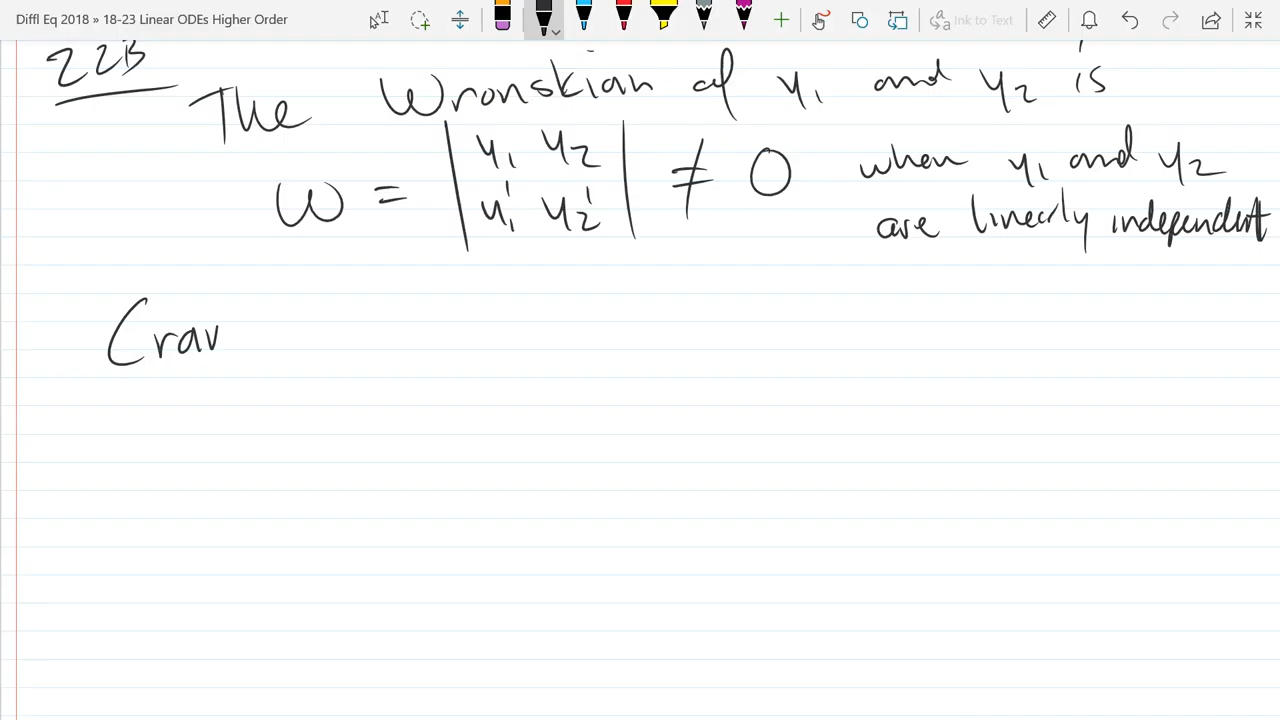 Diffl Eq 2018 » 18-23 Linear ODEs Higher Order
Ink to Text
22B
The Wronskian of y₁ and y₂ is
W = | y₁ y₂ | ≠ 0 when y₁ and y₂
| y₁' y₂' | are linearly independent
Crav